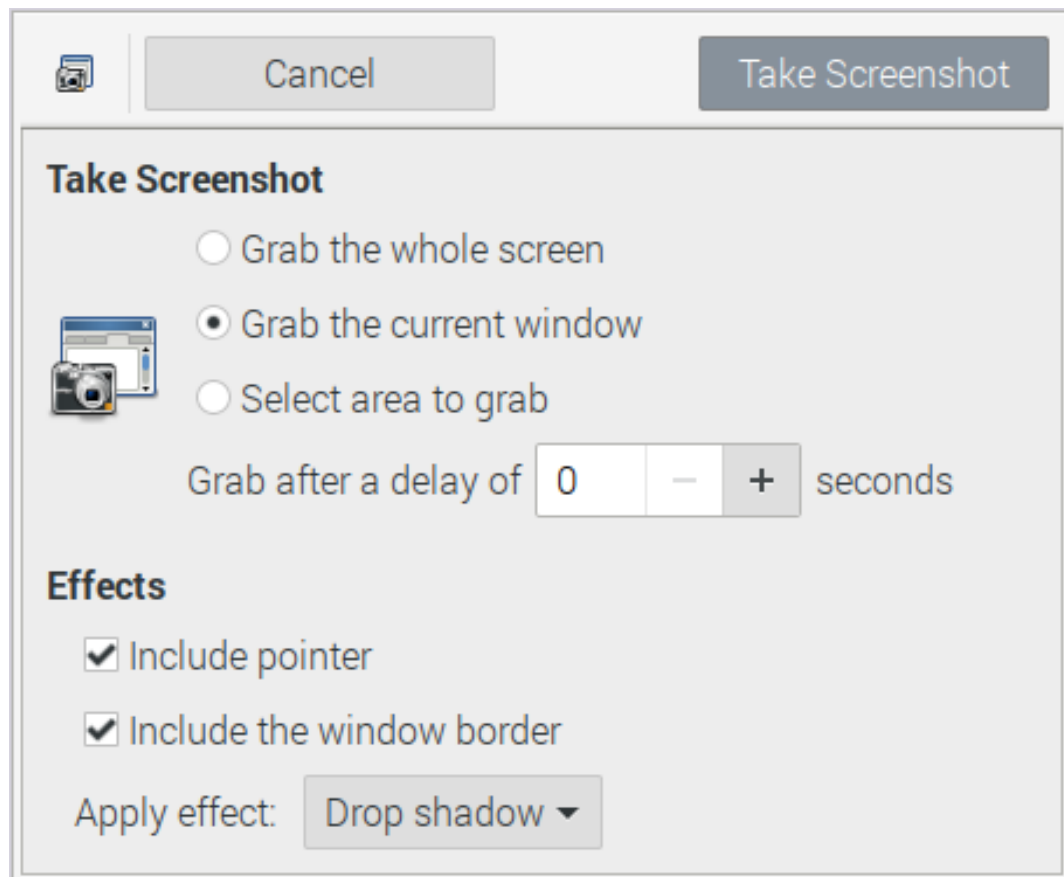 Cancel Take Screenshot
Take Screenshot
Grab the whole screen
Grab the current window
Select area to grab
Grab after a delay of 0 − + seconds
Effects
Include pointer
Include the window border
Apply effect: Drop shadow